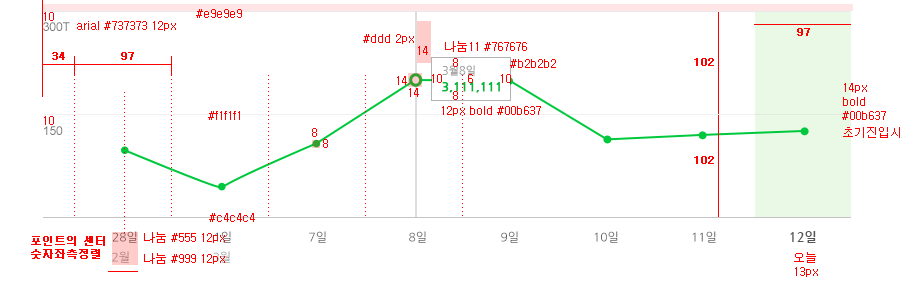 10
#e9e9e9
300T
arial #737373 12px
#ddd 2px
나눔11 #767676
97
34
97
14
8
102
#b2b2b2
3월8일
14
10
6
10
3,111,111
14px
14
8
bold
12px bold #00b637
#00b637
#f1f1f1
10
150
초기진입시
8
8
102
#c4c4c4
포인트의 센터
숫자좌측정렬
28일
나눔 #555 12px
일
7일
8일
9일
10일
11일
12일
2월
나눔 #999 12px
월
오늘
13px